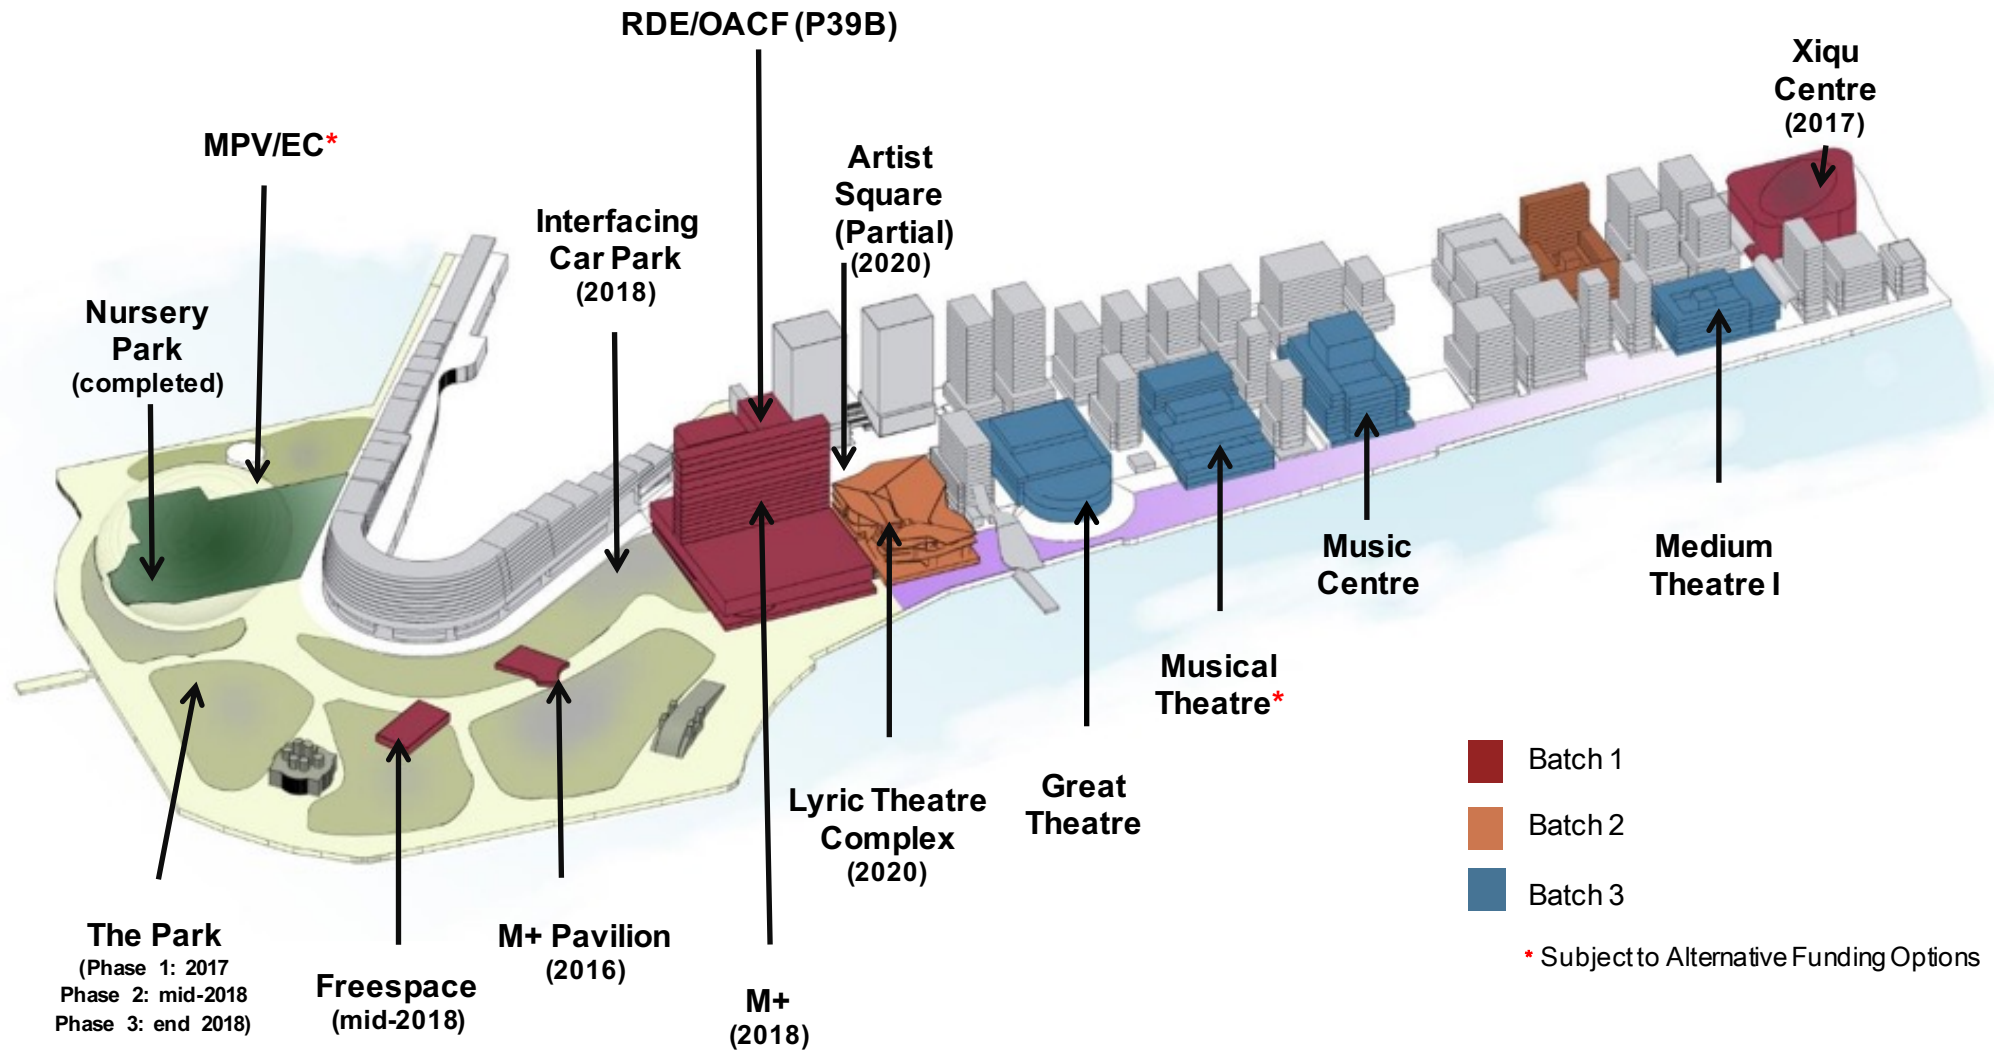 RDE/OACF (P39B)
Xiqu
Centre
(2017)
MPV/EC*
Artist
Square
(Partial)
(2020)
Interfacing
Car Park
(2018)
Nursery
Park
(completed)
Music
Centre
Medium
Theatre I
Musical
Theatre*
Great
Theatre
Lyric Theatre
Complex
(2020)
The Park
(Phase 1: 2017
Phase 2: mid-2018
Phase 3: end 2018)
Freespace
(mid-2018)
M+ Pavilion
(2016)
M+
(2018)
Batch 1
Batch 2
Batch 3
* Subject to Alternative Funding Options